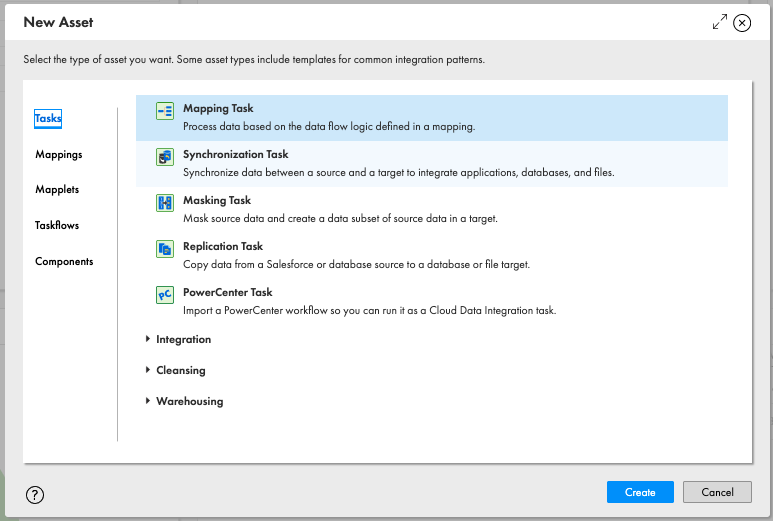 New Asset
Select the type of asset you want. Some asset types include templates for common integration patterns.
Tasks
Mappings
Mapplets
Taskflows
Components
Mapping Task
Process data based on the data flow logic defined in a mapping.
Synchronization Task
Synchronize data between a source and a target to integrate applications, databases, and files.
Masking Task
Mask source data and create a data subset of source data in a target.
Replication Task
Copy data from a Salesforce or database source to a database or file target.
PC
PowerCenter Task
Import a PowerCenter workflow so you can run it as a Cloud Data Integration task.
Integration
Cleansing
Warehousing
?
Create
Cancel